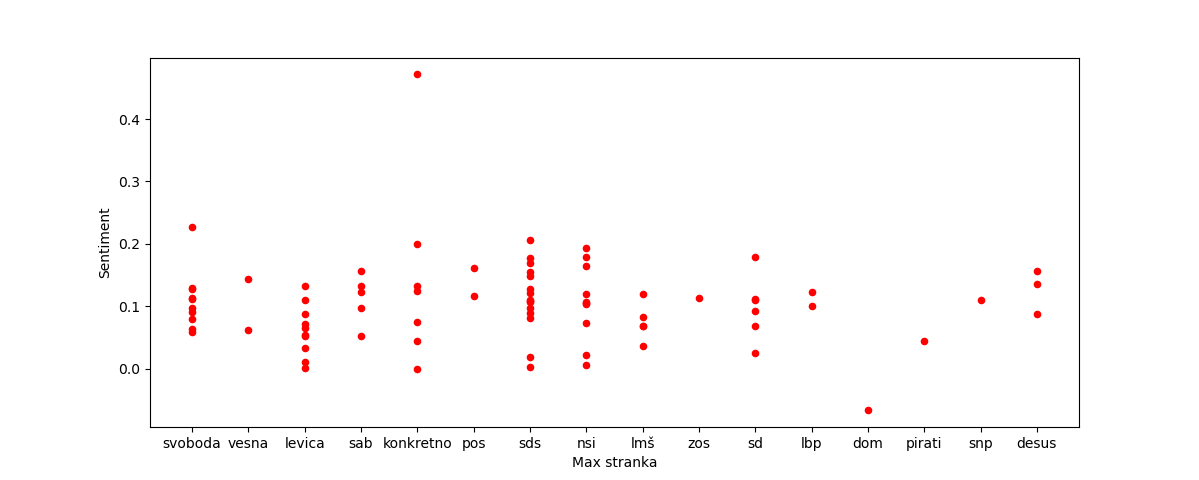 Sentiment
0.4
0.3
0.2
0.1
0.0
svoboda vesna levica sab konkretno pos sds nsi lmš zos sd lbp dom pirati snp desus
Max stranka